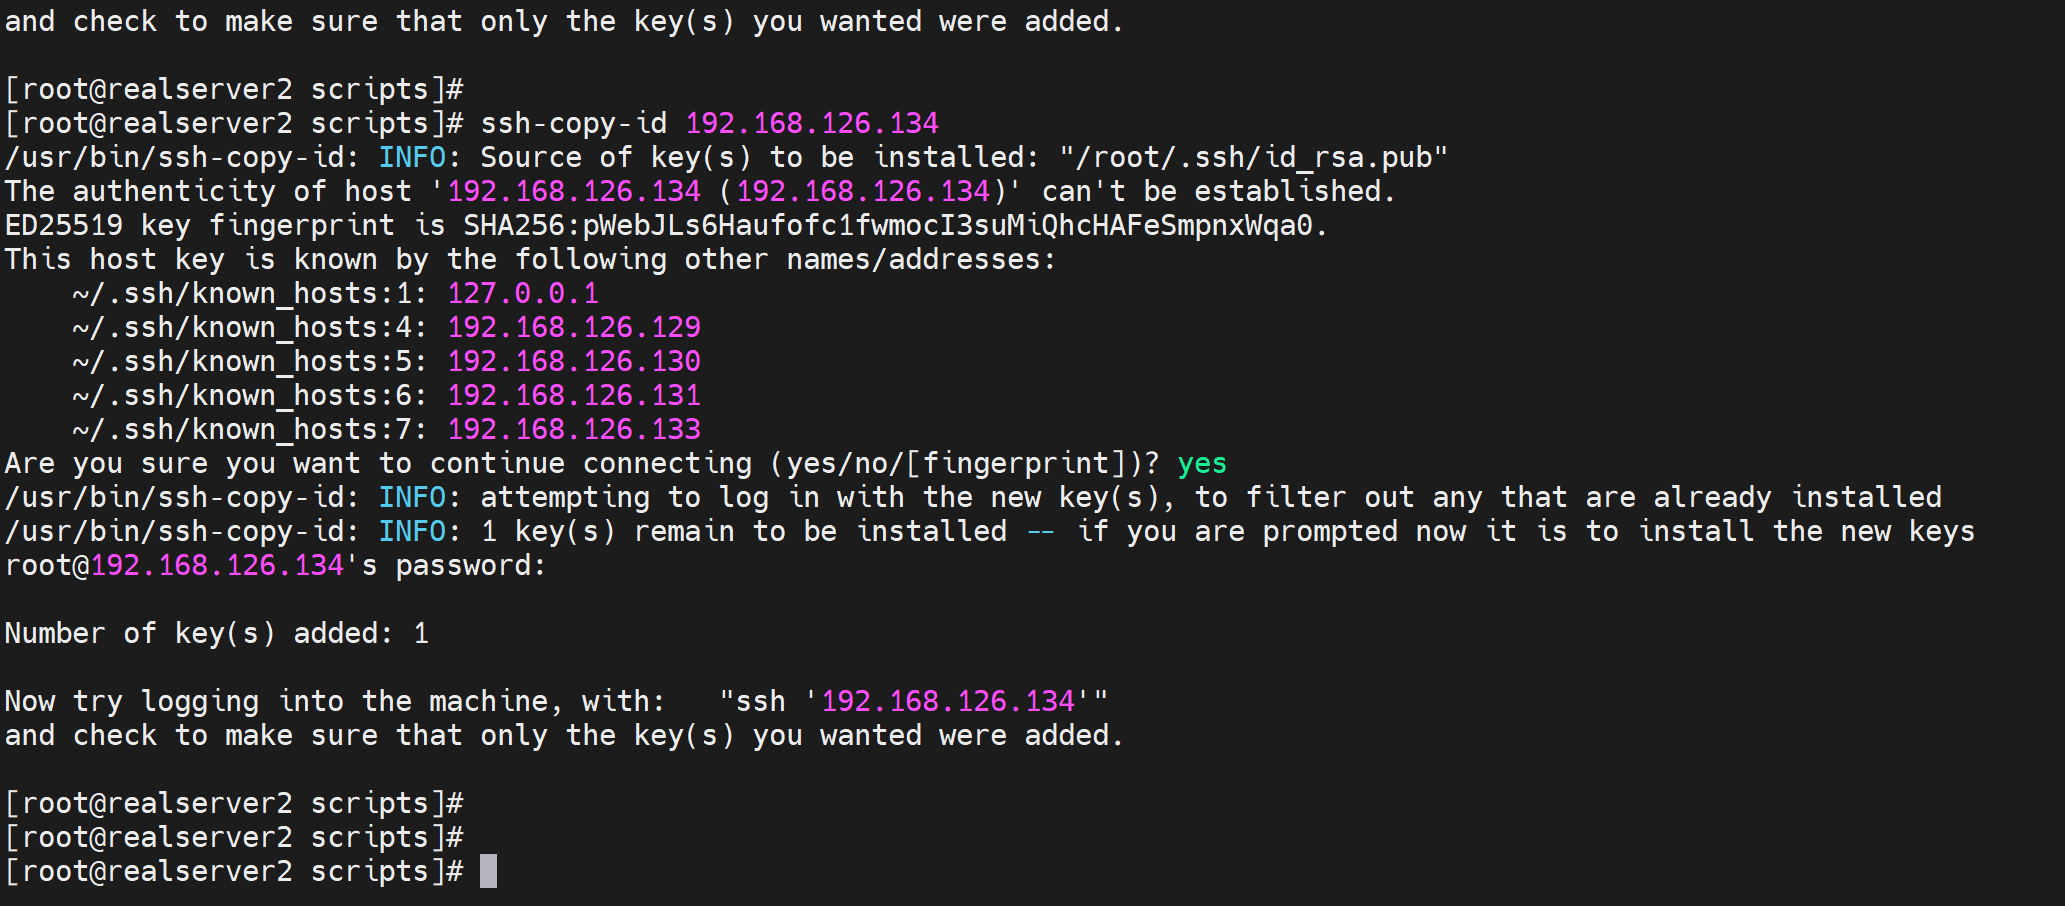 and check to make sure that only the key(s) you wanted were added.
[root@realserver2 scripts]#
[root@realserver2 scripts]# ssh-copy-id 192.168.126.134
/usr/bin/ssh-copy-id: INFO: Source of key(s) to be installed: "/root/.ssh/id_rsa.pub"
The authenticity of host '192.168.126.134 (192.168.126.134)' can't be established.
ED25519 key fingerprint is SHA256:pWebJLs6Haufofc1fwmocI3suMiQhcHAFeSmpnxWqa0.
This host key is known by the following other names/addresses:
    ~/.ssh/known_hosts:1: 127.0.0.1
    ~/.ssh/known_hosts:4: 192.168.126.129
    ~/.ssh/known_hosts:5: 192.168.126.130
    ~/.ssh/known_hosts:6: 192.168.126.131
    ~/.ssh/known_hosts:7: 192.168.126.133
Are you sure you want to continue connecting (yes/no/[fingerprint])? yes
/usr/bin/ssh-copy-id: INFO: attempting to log in with the new key(s), to filter out any that are already installed
/usr/bin/ssh-copy-id: INFO: 1 key(s) remain to be installed -- if you are prompted now it is to install the new keys
root@192.168.126.134's password:
Number of key(s) added: 1
Now try logging into the machine, with:   "ssh '192.168.126.134'"
and check to make sure that only the key(s) you wanted were added.
[root@realserver2 scripts]#
[root@realserver2 scripts]#
[root@realserver2 scripts]#